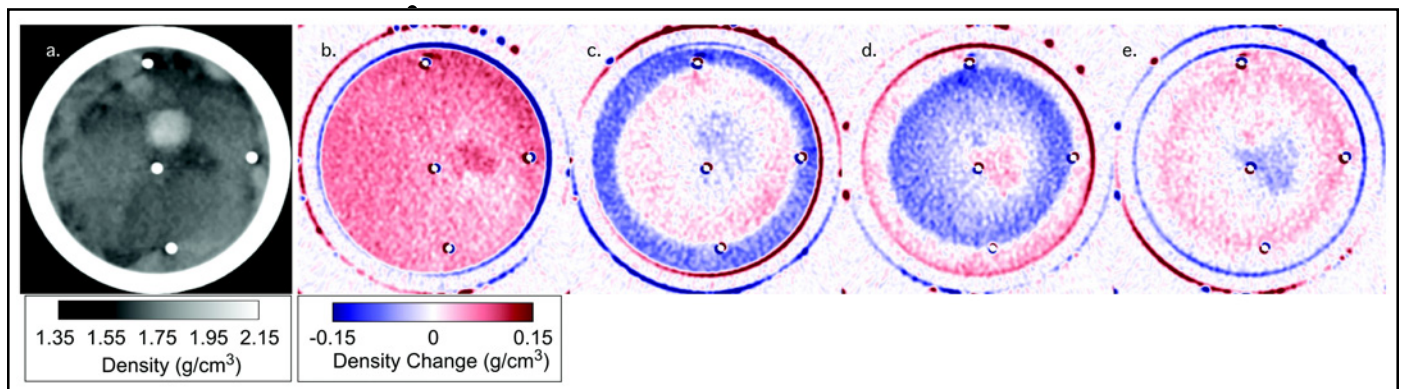 a. b. c. d. e.
1.35 1.55 1.75 1.95 2.15
Density (g/cm³)
-0.15 0 0.15
Density Change (g/cm³)